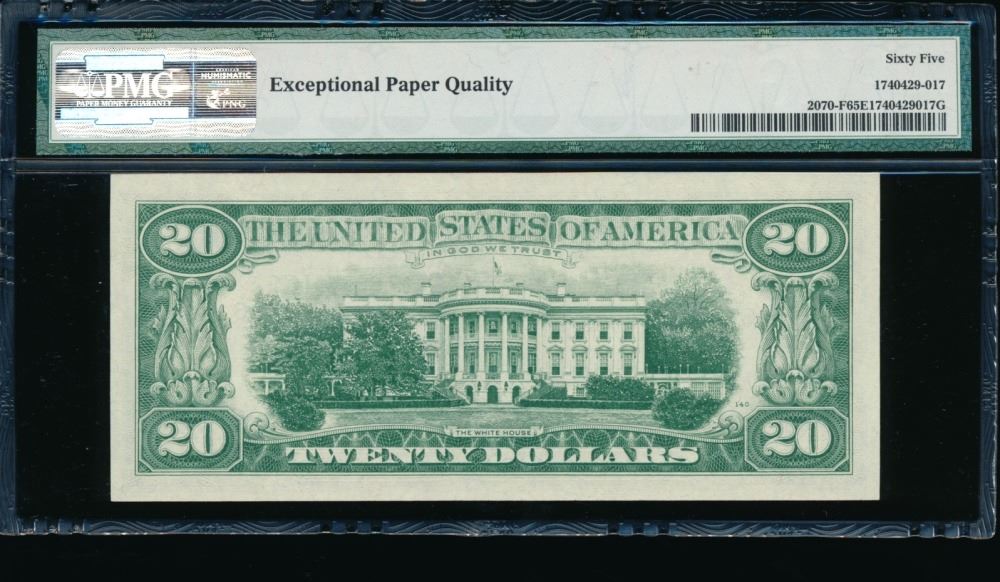 PMG
PAPER MONEY GUARANTY
NUMISMATIC
PNG
Exceptional Paper Quality
Sixty Five
1740429-017
2070-F65E1740429017G
20
THE UNITED STATES OF AMERICA
20
IN GOD WE TRUST
140
THE WHITE HOUSE
20
TWENTY DOLLARS
20